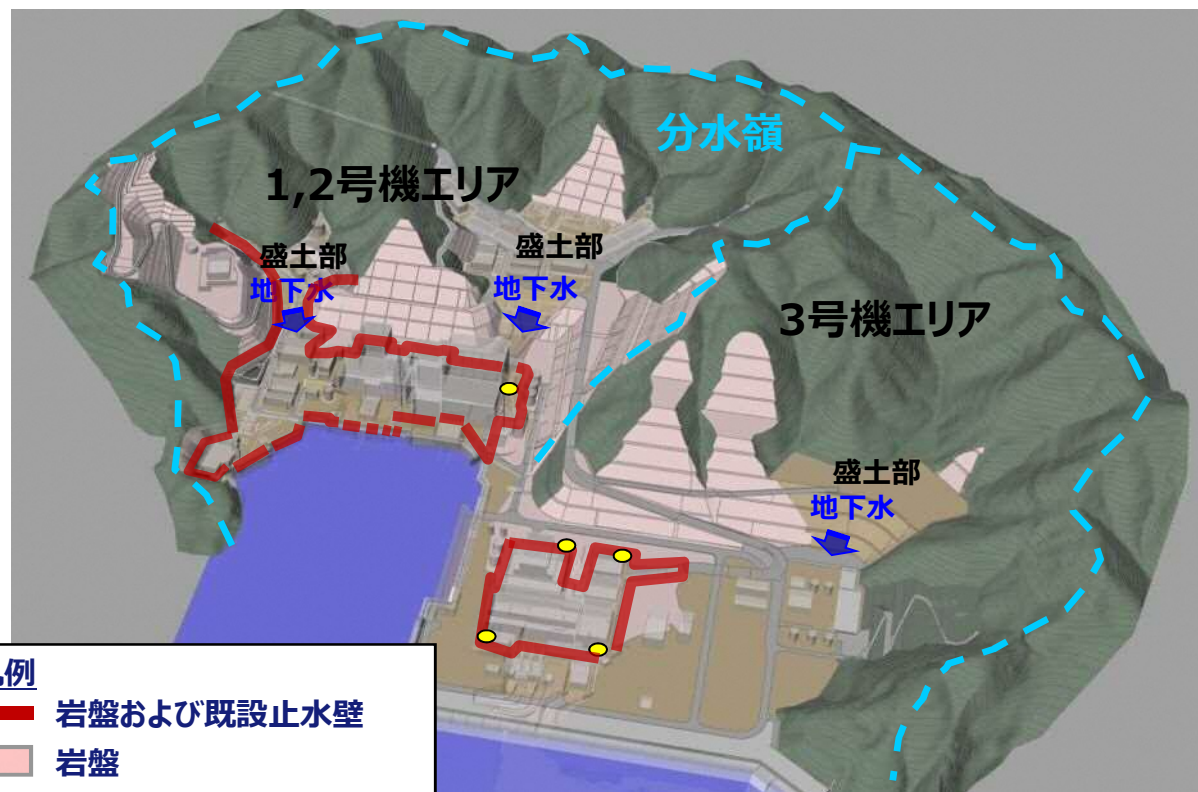 分水嶺
1,2号機エリア
盛土部
地下水
盛土部
地下水
3号機エリア
盛土部
地下水
例
岩盤および既設止水壁
岩盤